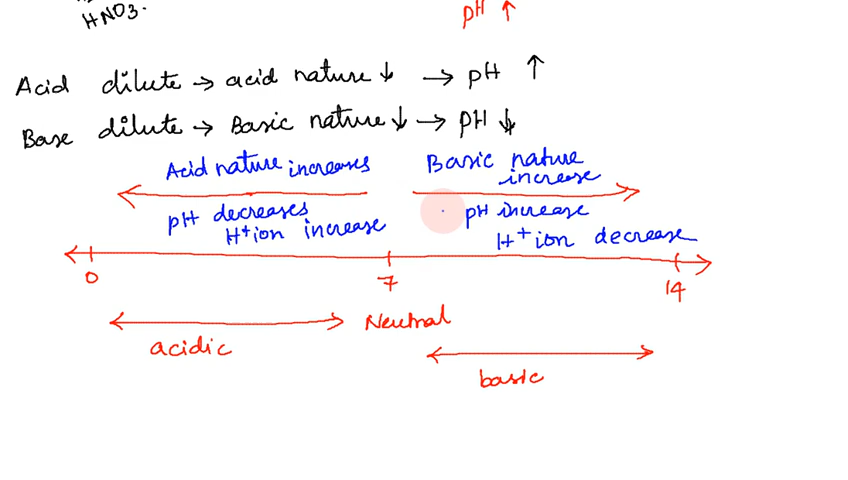 HNO3.
pH ↑
Acid dilute → acid nature ↓ → pH ↑
Base dilute → Basic nature ↓ → pH ↓
Acid nature increases
Basic nature
increase
pH decreases
H+ ion increase
pH increase
H+ ion decrease
0 7 14
Neutral
acidic
basic